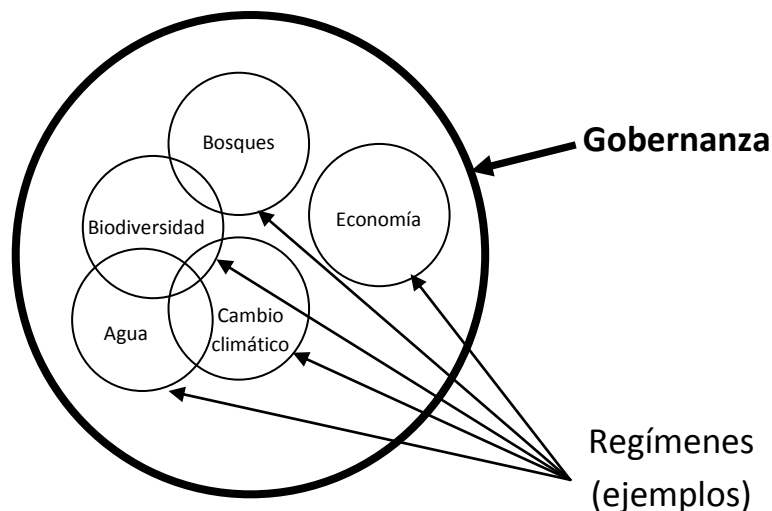 Bosques
Gobernanza
Biodiversidad
Economía
Agua
Cambio
climático
Regímenes
(ejemplos)